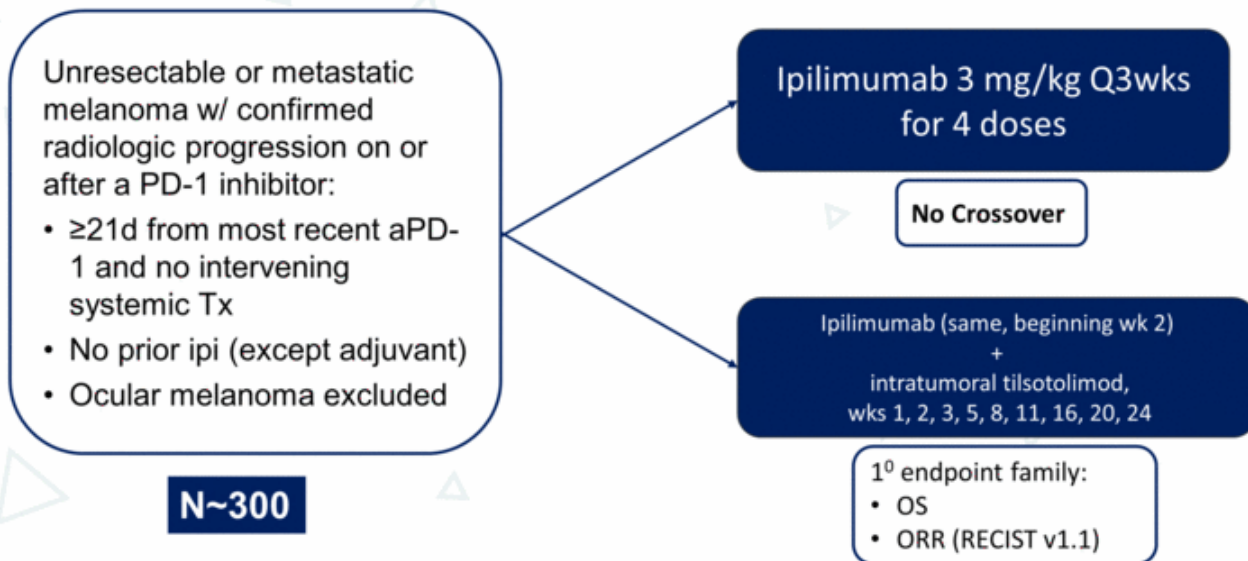 Unresectable or metastatic
melanoma w/ confirmed
radiologic progression on or
after a PD-1 inhibitor:
• ≥21d from most recent aPD-
1 and no intervening
systemic Tx
• No prior ipi (except adjuvant)
• Ocular melanoma excluded
N~300
Ipilimumab 3 mg/kg Q3wks
for 4 doses
No Crossover
Ipilimumab (same, beginning wk 2)
+
intratumoral tilsotolimod,
wks 1, 2, 3, 5, 8, 11, 16, 20, 24
1⁰ endpoint family:
• OS
• ORR (RECIST v1.1)